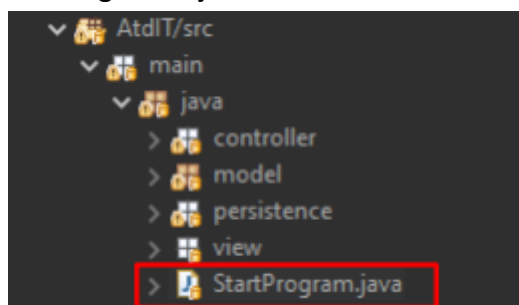 AtdIT/src
main
java
controller
model
persistence
view
StartProgram.java